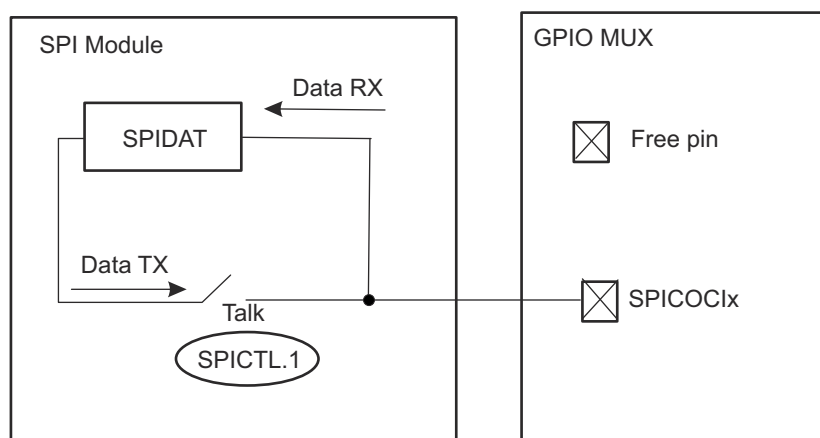 SPI Module
GPIO MUX
Data RX
SPIDAT
Free pin
Data TX
Talk
SPICOCIx
SPICTL.1